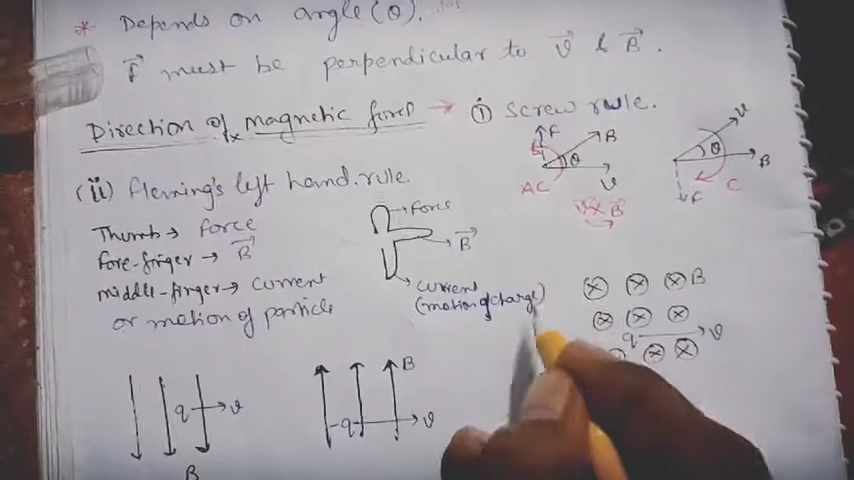 * Depends on angle (θ).
F must be perpendicular to V & B.
Direction of magnetic force → (i) Screw rule.
F
B
θ
V
AC
V × B
V
θ
B
F
C
(ii) Fleming's left hand rule.
Thumb → force
Fore-finger → B
middle-finger → current
or motion of particle
force
B
current
(motion of charge)
B
q
V
q
V
B
B
q
V